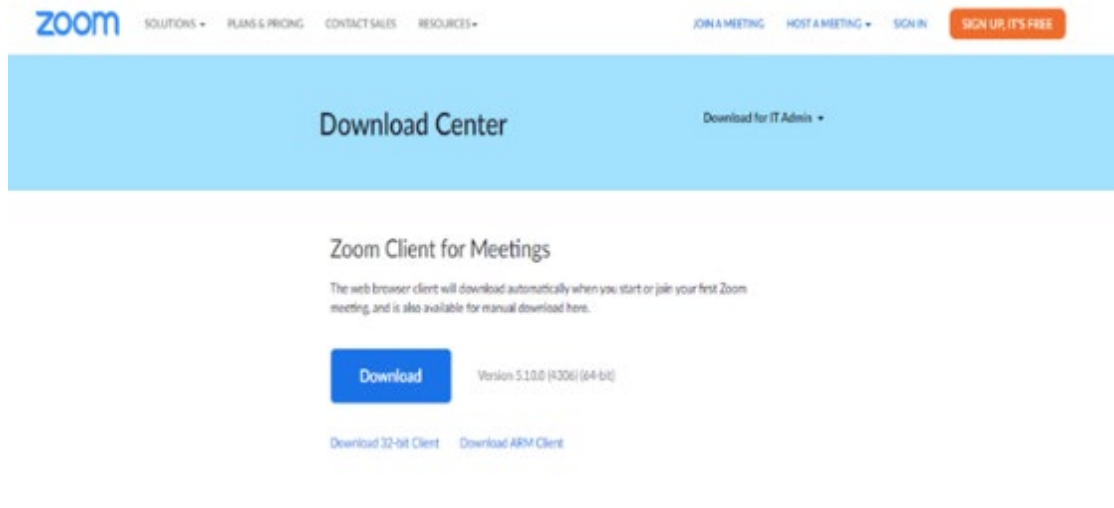 zoom SOLUTIONS PLANS & PRICING CONTACT SALES RESOURCES JOIN A MEETING HOST A MEETING SIGN IN SIGN UP, IT'S FREE
Download Center Download for IT Admin
Zoom Client for Meetings
The web browser client will download automatically when you start or join your first Zoom
meeting, and is also available for manual download here.
Download Version 5.10.0 (4306) (64-bit)
Download 32-bit Client Download ARM Client